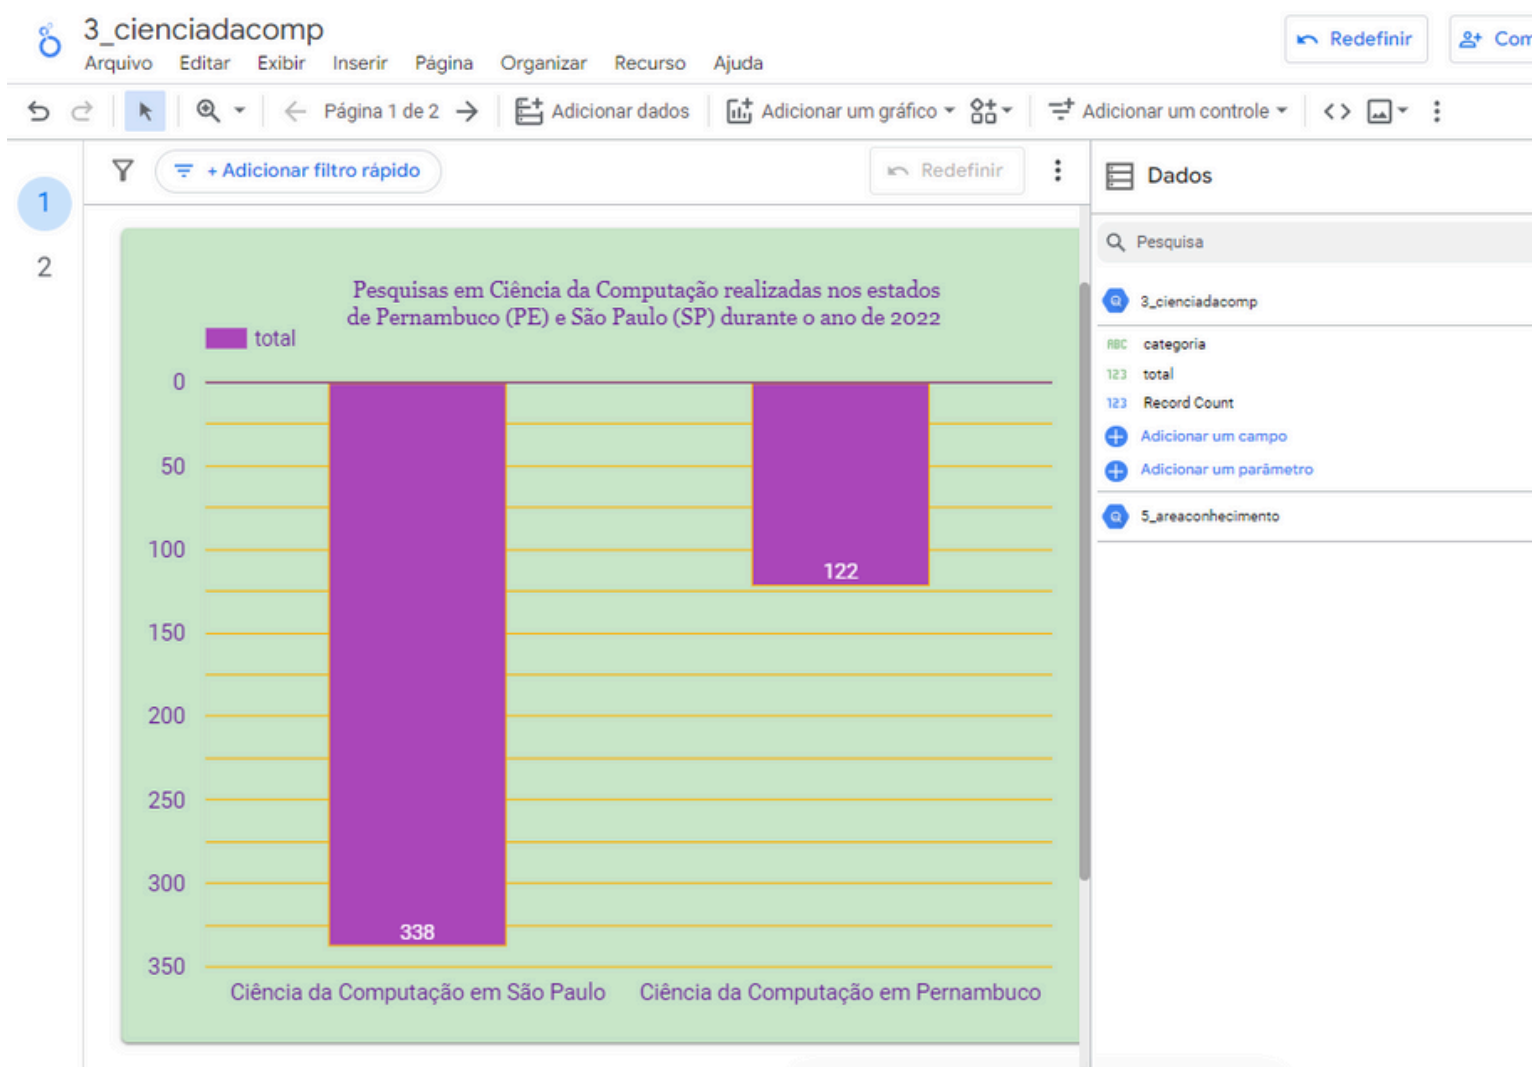 3_cienciadacomp
Redefinir
Com
Arquivo Editar Exibir Inserir Página Organizar Recurso Ajuda
Página 1 de 2
Adicionar dados
Adicionar um gráfico
Adicionar um controle
+ Adicionar filtro rápido
Redefinir
1
2
Pesquisas em Ciência da Computação realizadas nos estados
de Pernambuco (PE) e São Paulo (SP) durante o ano de 2022
total
0
50
100
150
200
250
300
350
338
122
Ciência da Computação em São Paulo
Ciência da Computação em Pernambuco
Dados
Pesquisa
3_cienciadacomp
ABC categoria
123 total
123 Record Count
Adicionar um campo
Adicionar um parâmetro
5_areaconhecimento